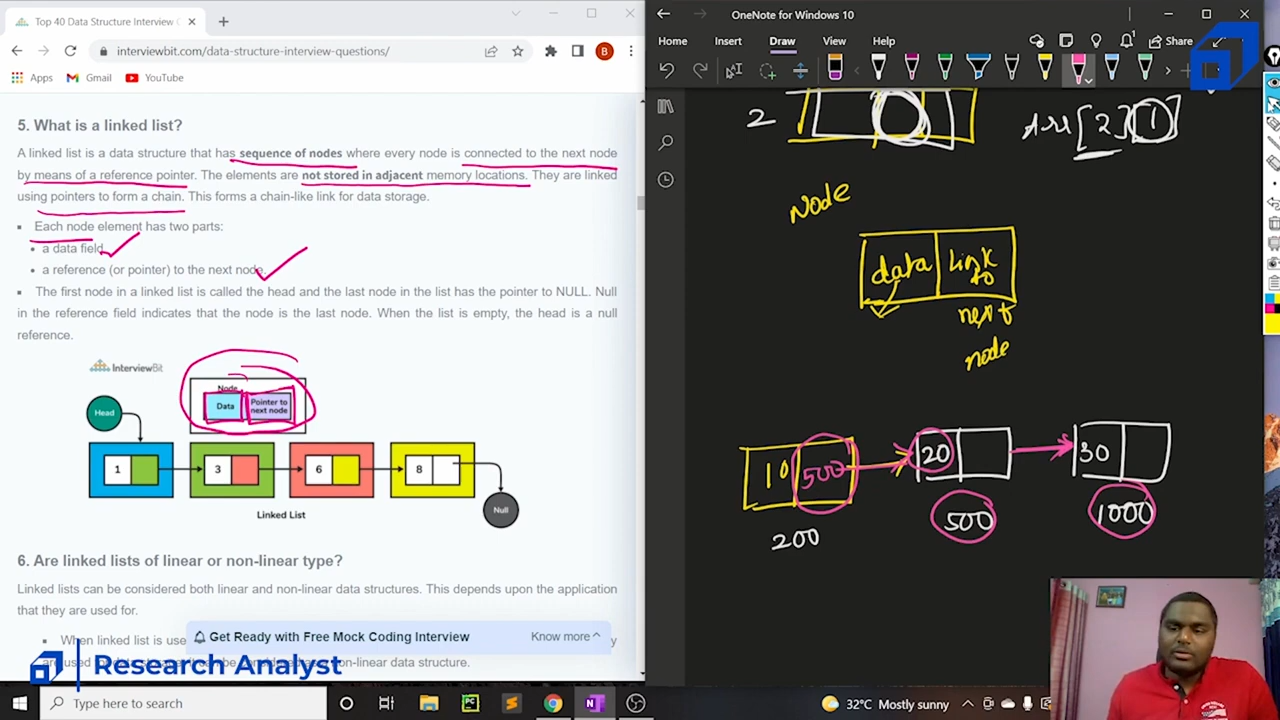 Top 40 Data Structure Interview
interviewbit.com/data-structure-interview-questions/
B
Apps
Gmail
YouTube
5. What is a linked list?
A linked list is a data structure that has sequence of nodes where every node is connected to the next node
by means of a reference pointer. The elements are not stored in adjacent memory locations. They are linked
using pointers to form a chain. This forms a chain-like link for data storage.
Each node element has two parts:
a data field
a reference (or pointer) to the next node.
The first node in a linked list is called the head and the last node in the list has the pointer to NULL. Null
in the reference field indicates that the node is the last node. When the list is empty, the head is a null
reference.
InterviewBit
Node
Data
Pointer to
next node
Head
1
3
6
8
Null
Linked List
6. Are linked lists of linear or non-linear type?
Linked lists can be considered both linear and non-linear data structures. This depends upon the application
that they are used for.
When linked list is use
Get Ready with Free Mock Coding Interview
Know more
non-linear data structure.
Research Analyst
Type here to search
OneNote for Windows 10
Home
Insert
Draw
View
Help
Share
2
Arr[2][1]
Node
data
link
to
next
node
10
500
20
30
200
500
1000
32°C Mostly sunny